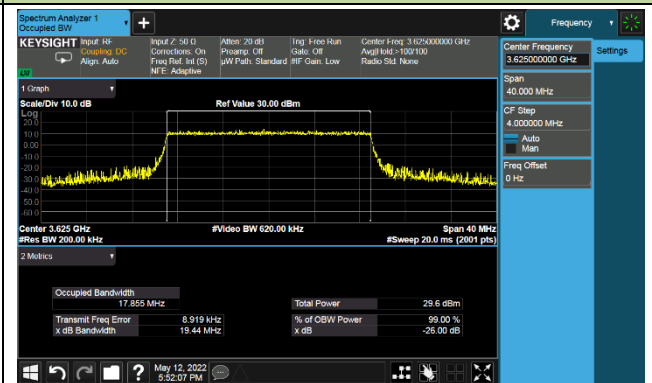 Spectrum Analyzer 1
Occupied BW
+
Frequency
KEYSIGHT
Input: RF
Coupling: DC
Align: Auto
Input Z: 50 Ω
Corrections: On
Freq Ref: Int (S)
NFE: Adaptive
Atten: 20 dB
Preamp: Off
µW Path: Standard
Trig: Free Run
Gate: Off
#IF Gain: Low
Center Freq: 3.625000000 GHz
Avg|Hold:>100/100
Radio Std: None
LXI
Center Frequency
3.625000000 GHz
Settings
Span
40.000 MHz
CF Step
4.000000 MHz
Auto
Man
Freq Offset
0 Hz
1 Graph
Scale/Div 10.0 dB
Ref Value 30.00 dBm
Log
20.0
10.0
0.00
-10.0
-20.0
-30.0
-40.0
-50.0
-60.0
Center 3.625 GHz
#Video BW 620.00 kHz
Span 40 MHz
#Res BW 200.00 kHz
#Sweep 20.0 ms (2001 pts)
2 Metrics
Occupied Bandwidth
17.855 MHz
Total Power
29.6 dBm
Transmit Freq Error
8.919 kHz
% of OBW Power
99.00 %
x dB Bandwidth
19.44 MHz
x dB
-26.00 dB
?
May 12, 2022
5:52:07 PM